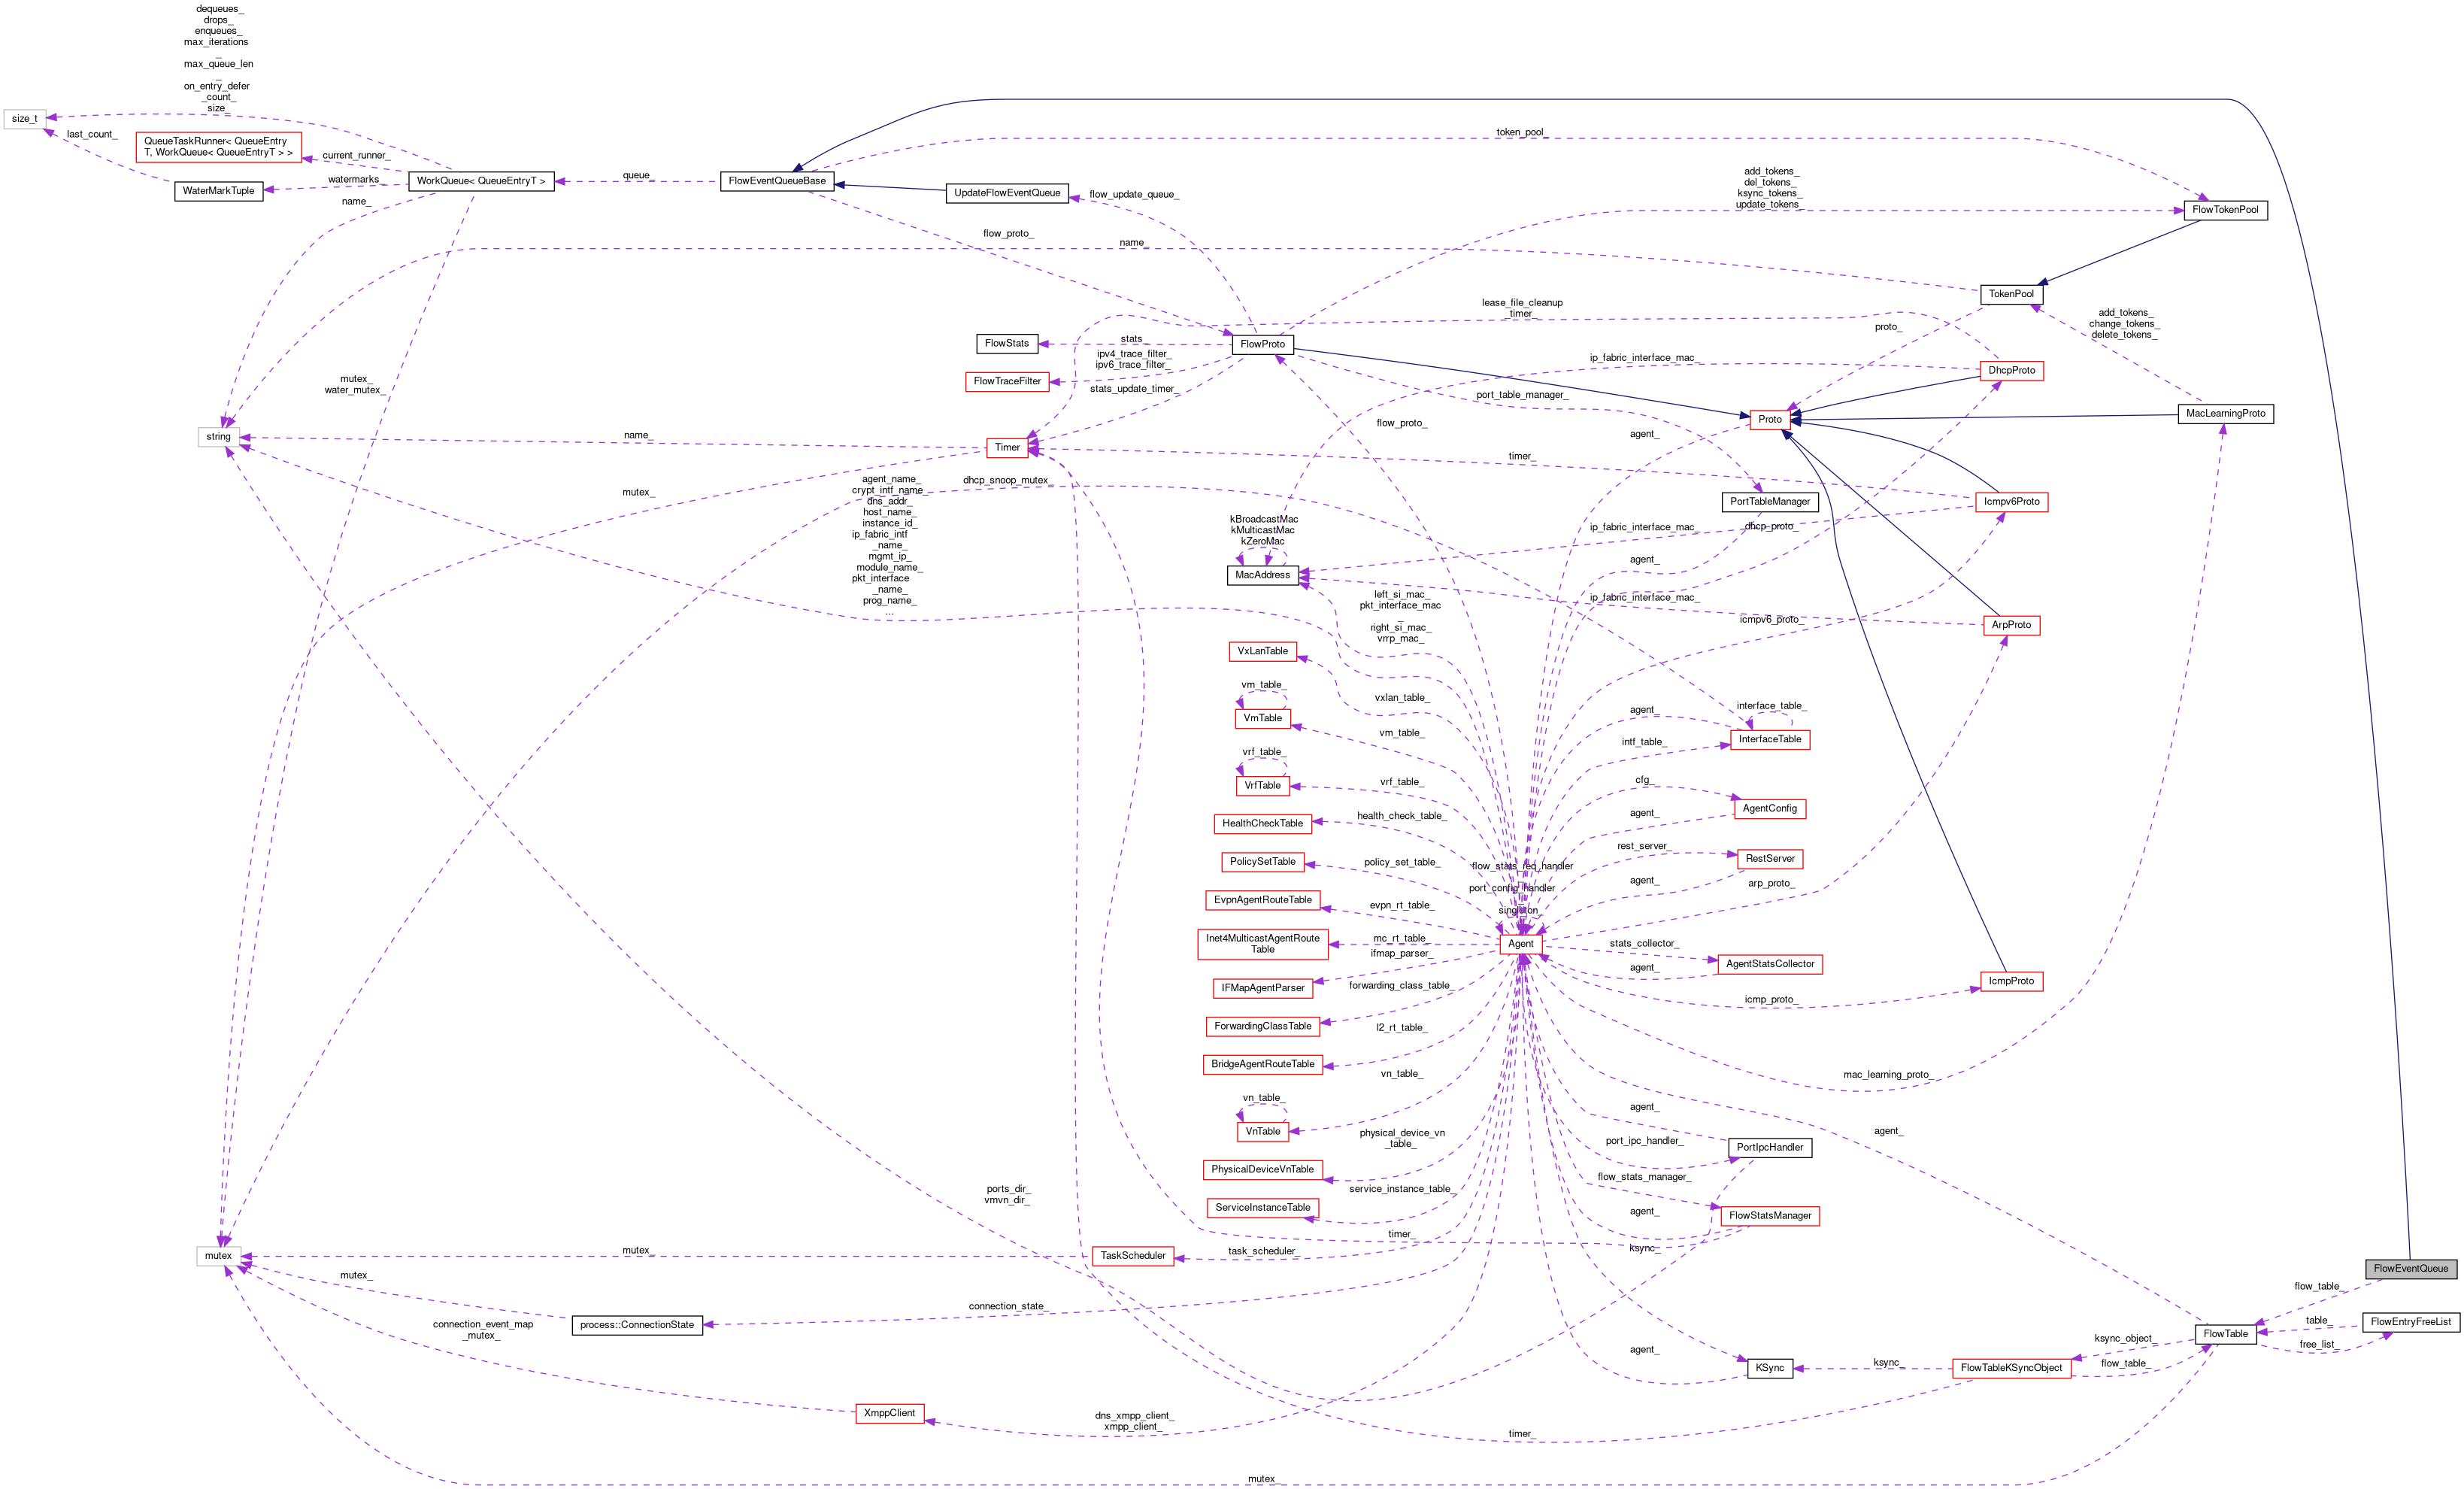 dequeues_
drops_
enqueues_
max_iterations
_
max_queue_len
_
on_entry_defer
_count_
size_
size_t
last_count_
QueueTaskRunner< QueueEntry
T, WorkQueue< QueueEntryT > >
current_runner_
watermarks_
WaterMarkTuple
WorkQueue< QueueEntryT >
name_
queue_
FlowEventQueueBase
UpdateFlowEventQueue
flow_update_queue_
token_pool_
add_tokens_
del_tokens_
ksync_tokens_
update_tokens_
FlowTokenPool
flow_proto_
name_
TokenPool
lease_file_cleanup
_timer_
proto_
add_tokens_
change_tokens_
delete_tokens_
FlowStats
stats_
FlowProto
ipv4_trace_filter_
ipv6_trace_filter_
FlowTraceFilter
stats_update_timer_
ip_fabric_interface_mac_
DhcpProto
mutex_
water_mutex_
port_table_manager_
Proto
MacLearningProto
string
name_
Timer
flow_proto_
agent_
timer_
mutex_
agent_name_
crypt_intf_name_
dns_addr_
host_name_
instance_id_
ip_fabric_intf
_name_
mgmt_ip_
module_name_
pkt_interface
_name_
prog_name_
...
dhcp_snoop_mutex_
PortTableManager
Icmpv6Proto
kBroadcastMac
kMulticastMac
kZeroMac
ip_fabric_interface_mac_
dhcp_proto_
MacAddress
agent_
left_si_mac_
pkt_interface_mac
_
right_si_mac_
vrrp_mac_
ip_fabric_interface_mac_
icmpv6_proto_
ArpProto
VxLanTable
vxlan_table_
vm_table_
VmTable
vm_table_
agent_
interface_table_
intf_table_
InterfaceTable
vrf_table_
VrfTable
vrf_table_
cfg_
AgentConfig
HealthCheckTable
health_check_table_
agent_
PolicySetTable
policy_set_table_
flow_stats_req_handler
_
port_config_handler
_
singleton_
rest_server_
RestServer
agent_
arp_proto_
EvpnAgentRouteTable
evpn_rt_table_
Inet4MulticastAgentRoute
Table
mc_rt_table_
Agent
stats_collector_
AgentStatsCollector
agent_
ifmap_parser_
IFMapAgentParser
forwarding_class_table_
icmp_proto_
IcmpProto
ForwardingClassTable
l2_rt_table_
BridgeAgentRouteTable
vn_table_
mac_learning_proto_
vn_table_
VnTable
agent_
agent_
physical_device_vn
_table_
port_ipc_handler_
PortIpcHandler
PhysicalDeviceVnTable
service_instance_table_
flow_stats_manager_
ports_dir_
vmvn_dir_
ServiceInstanceTable
agent_
FlowStatsManager
timer_
mutex
mutex_
TaskScheduler
task_scheduler_
ksync_
FlowEventQueue
mutex_
flow_table_
connection_state_
process::ConnectionState
connection_event_map
_mutex_
FlowTable
table_
FlowEntryFreeList
free_list_
agent_
KSync
ksync_
FlowTableKSyncObject
ksync_object_
flow_table_
XmppClient
dns_xmpp_client_
xmpp_client_
timer_
mutex_